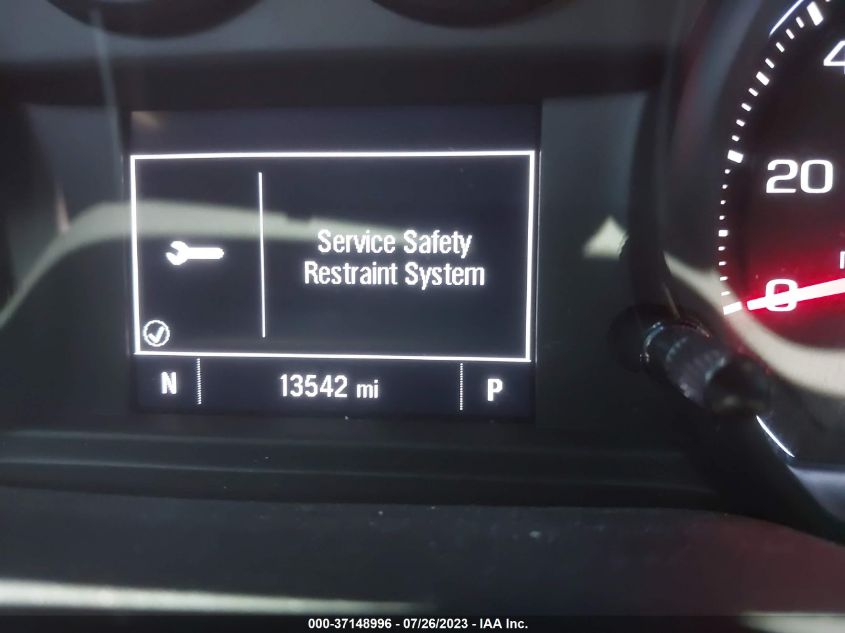 Service Safety
Restraint System
N 13542 mi P
20
0
000-37148996 - 07/26/2023 - IAA Inc.